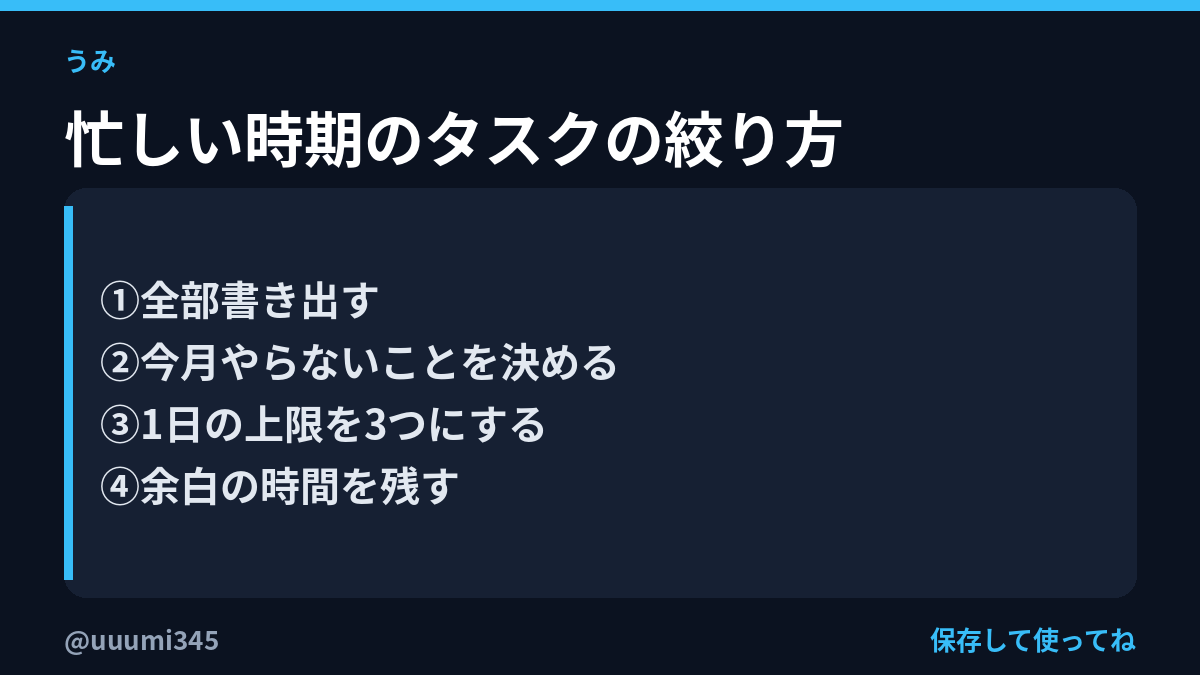 うみ
忙しい時期のタスクの絞り方
①全部書き出す
②今月やらないことを決める
③1日の上限を3つにする
④余白の時間を残す
@uuumi345
保存して使ってね